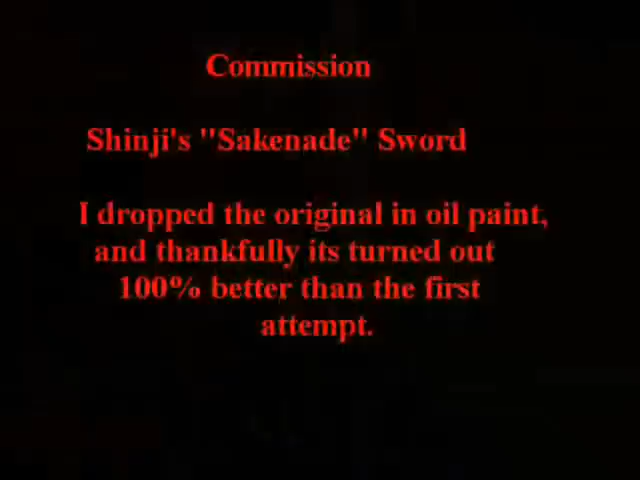 Commission
Shinji's "Sakenade" Sword
I dropped the original in oil paint,
and thankfully its turned out
100% better than the first
attempt.